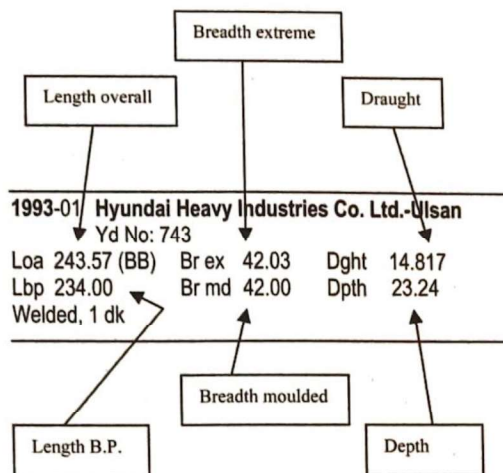 Breadth extreme
Length overall
Draught
1993-01 Hyundai Heavy Industries Co. Ltd.-Ulsan
Yd No: 743
Loa 243.57 (BB) Br ex 42.03 Dght 14.817
Lbp 234.00 Br md 42.00 Dpth 23.24
Welded, 1 dk
Breadth moulded
Length B.P.
Depth